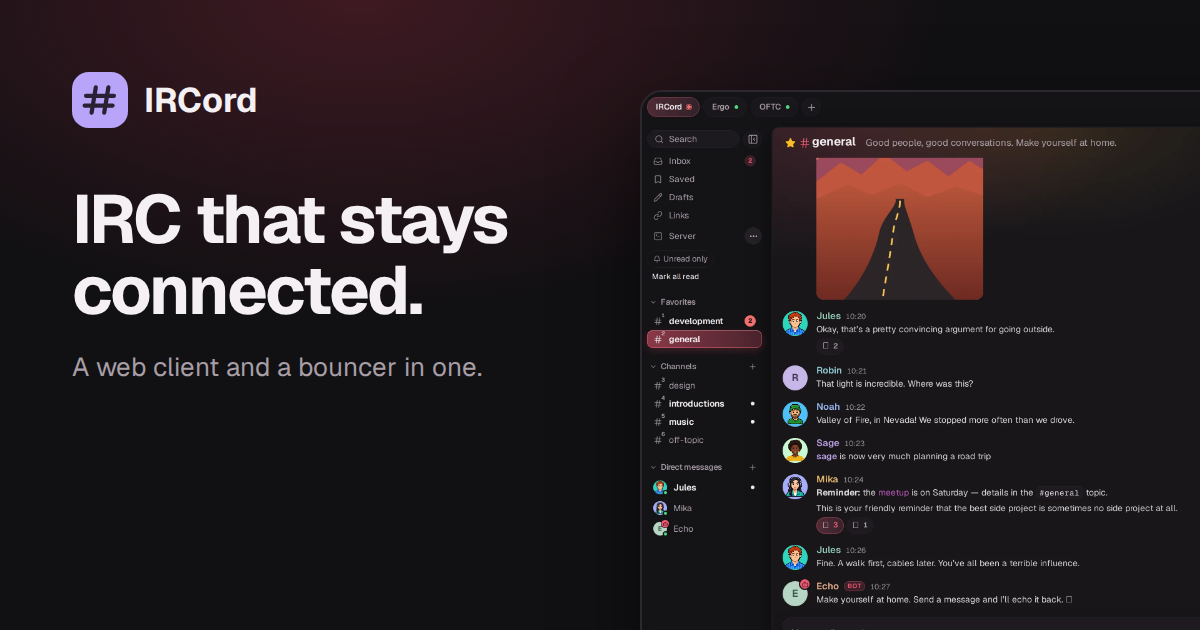 IRCord
IRC that stays
connected.
A web client and a bouncer in one.
IRCord
Ergo
OFTC
Search
Inbox 2
Saved
Drafts
Links
Server
Unread only
Mark all read
Favorites
#1 development 2
#2 general
Channels
#3 design
#4 introductions
#5 music
#6 off-topic
Direct messages
Jules
Mika
E Echo
# general Good people, good conversations. Make yourself at home.
Jules 10:20
Okay, that's a pretty convincing argument for going outside.
2
R Robin 10:21
That light is incredible. Where was this?
Noah 10:22
Valley of Fire, in Nevada! We stopped more often than we drove.
Sage 10:23
sage is now very much planning a road trip
Mika 10:24
Reminder: the meetup is on Saturday — details in the #general topic.
This is your friendly reminder that the best side project is sometimes no side project at all.
3 1
Jules 10:26
Fine. A walk first, cables later. You've all been a terrible influence.
E Echo BOT 10:27
Make yourself at home. Send a message and I'll echo it back.